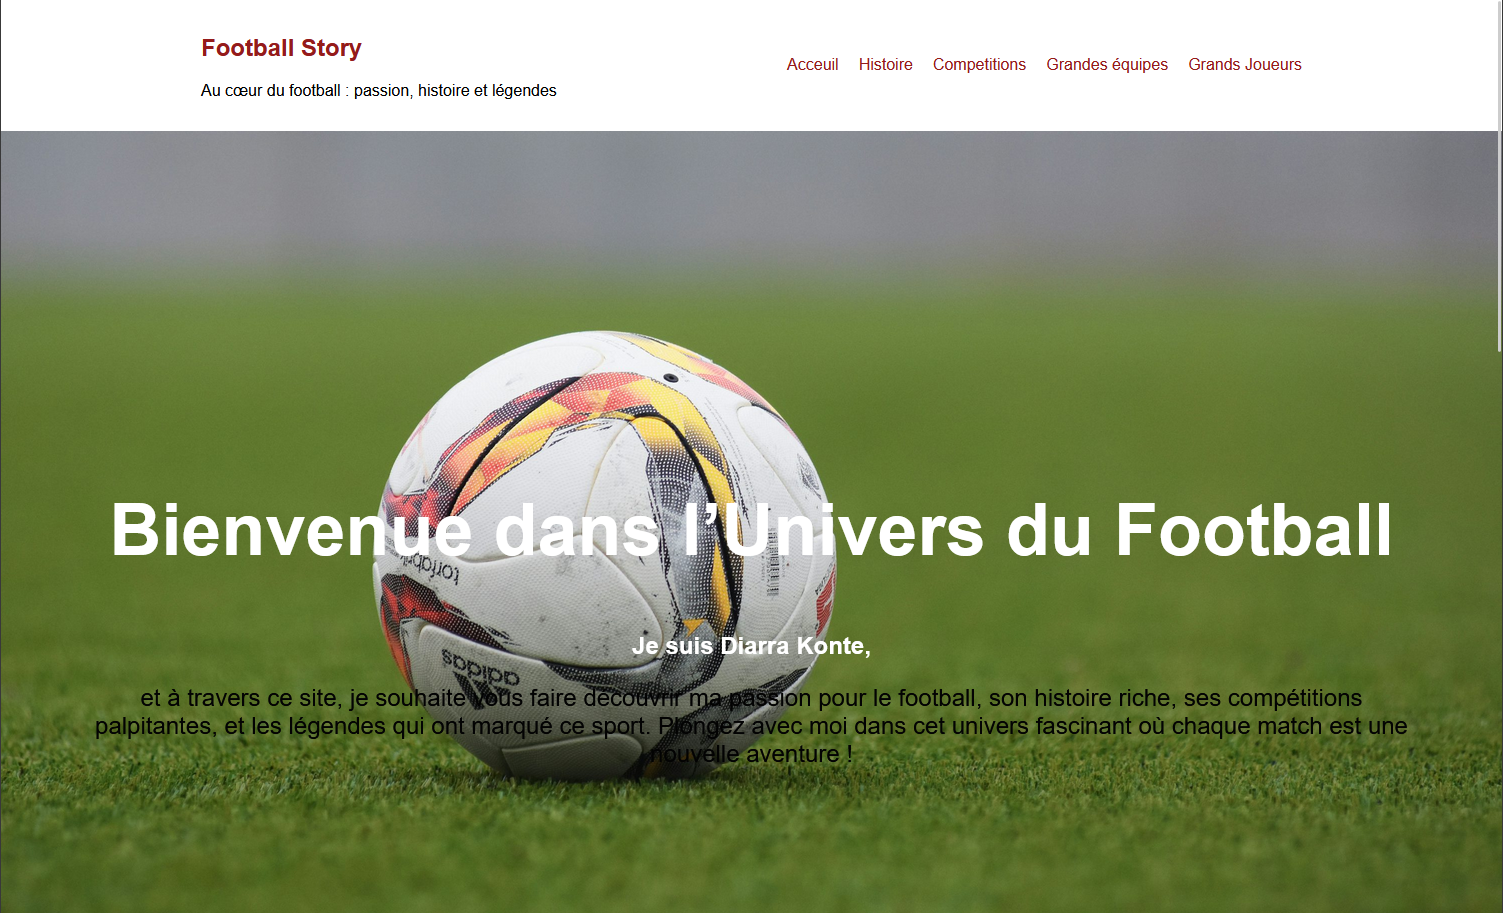 Football Story
Au cœur du football : passion, histoire et légendes
Acceuil Histoire Competitions Grandes équipes Grands Joueurs
Bienvenue dans l’Univers du Football
torfabrik
Je suis Diarra Konte,
adidas
et à travers ce site, je souhaite vous faire découvrir ma passion pour le football, son histoire riche, ses compétitions
palpitantes, et les légendes qui ont marqué ce sport. Plongez avec moi dans cet univers fascinant où chaque match est une
nouvelle aventure !